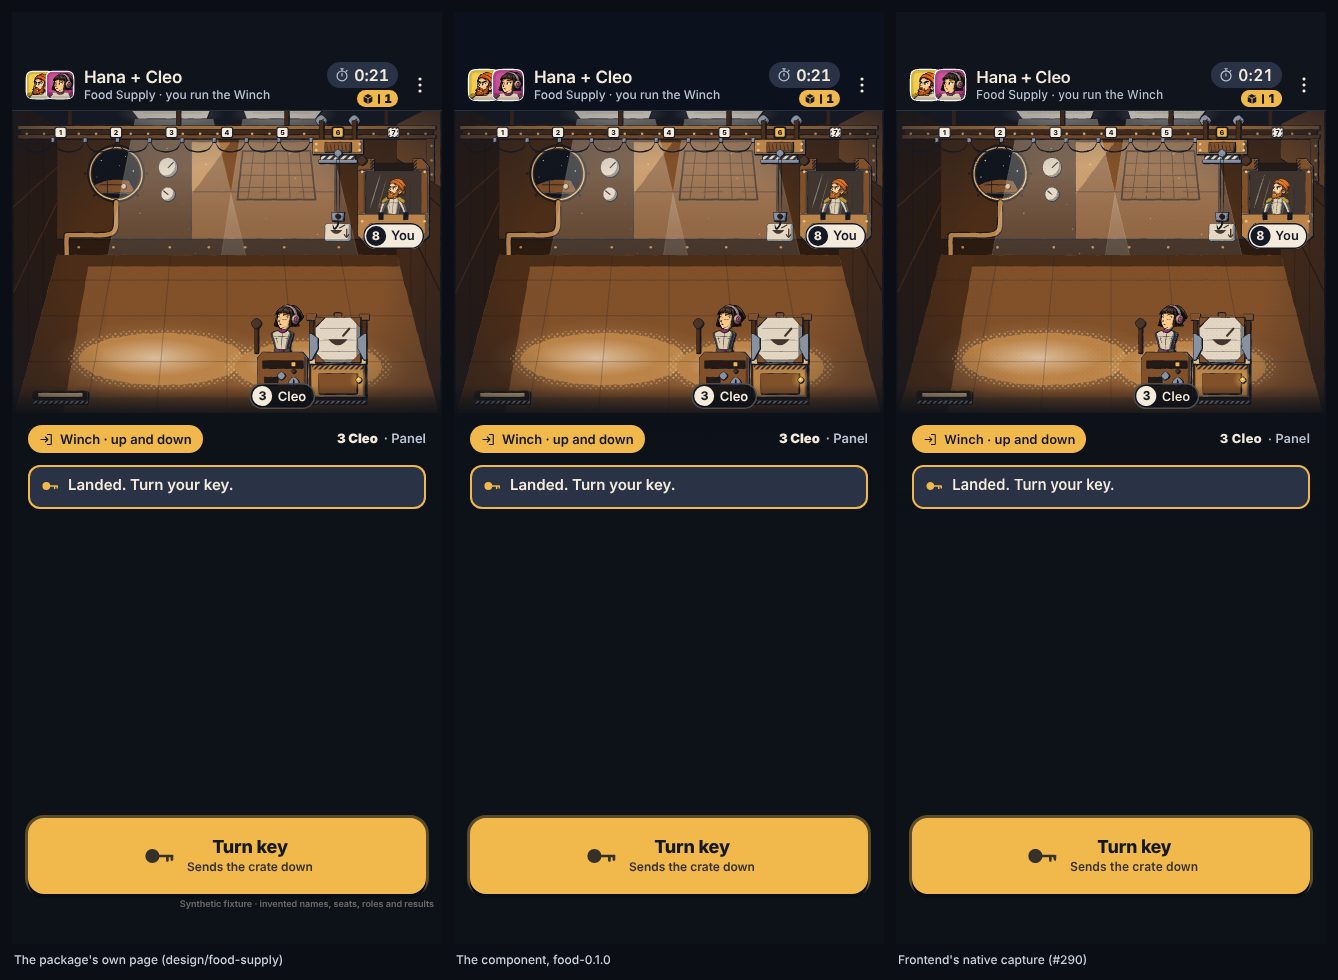 Hana + Cleo
0:21
Food Supply · you run the Winch
1
1 2 3 4 5 6 7
8 You
3 Cleo
Winch · up and down
3 Cleo · Panel
Landed. Turn your key.
Turn key
Sends the crate down
Synthetic fixture · invented names, seats, roles and results
The package's own page (design/food-supply)
Hana + Cleo
0:21
Food Supply · you run the Winch
1
1 2 3 4 5 6 7
8 You
3 Cleo
Winch · up and down
3 Cleo · Panel
Landed. Turn your key.
Turn key
Sends the crate down
The component, food-0.1.0
Hana + Cleo
0:21
Food Supply · you run the Winch
1
1 2 3 4 5 6 7
8 You
3 Cleo
Winch · up and down
3 Cleo · Panel
Landed. Turn your key.
Turn key
Sends the crate down
Frontend's native capture (#290)